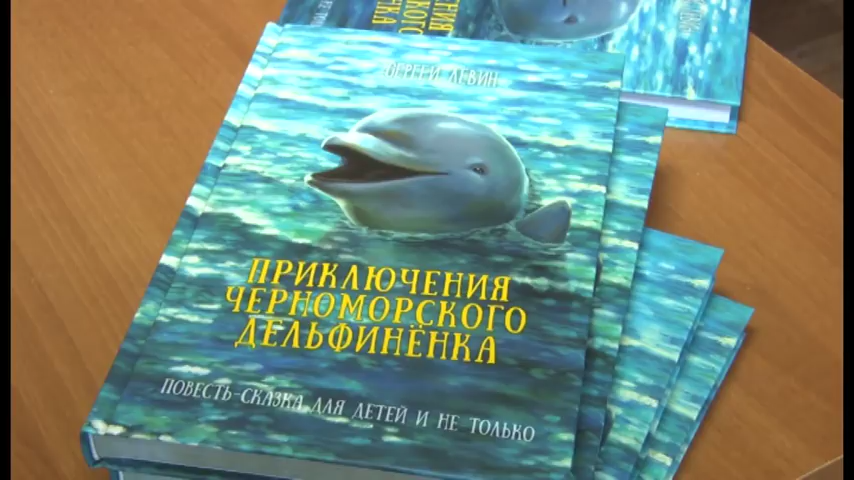 СЕРГЕЙ ЛЕВИН
ПРИКЛЮЧЕНИЯ
ЧЕРНОМОРСКОГО
ДЕЛЬФИНЁНКА
ПОВЕСТЬ-СКАЗКА ДЛЯ ДЕТЕЙ И НЕ ТОЛЬКО